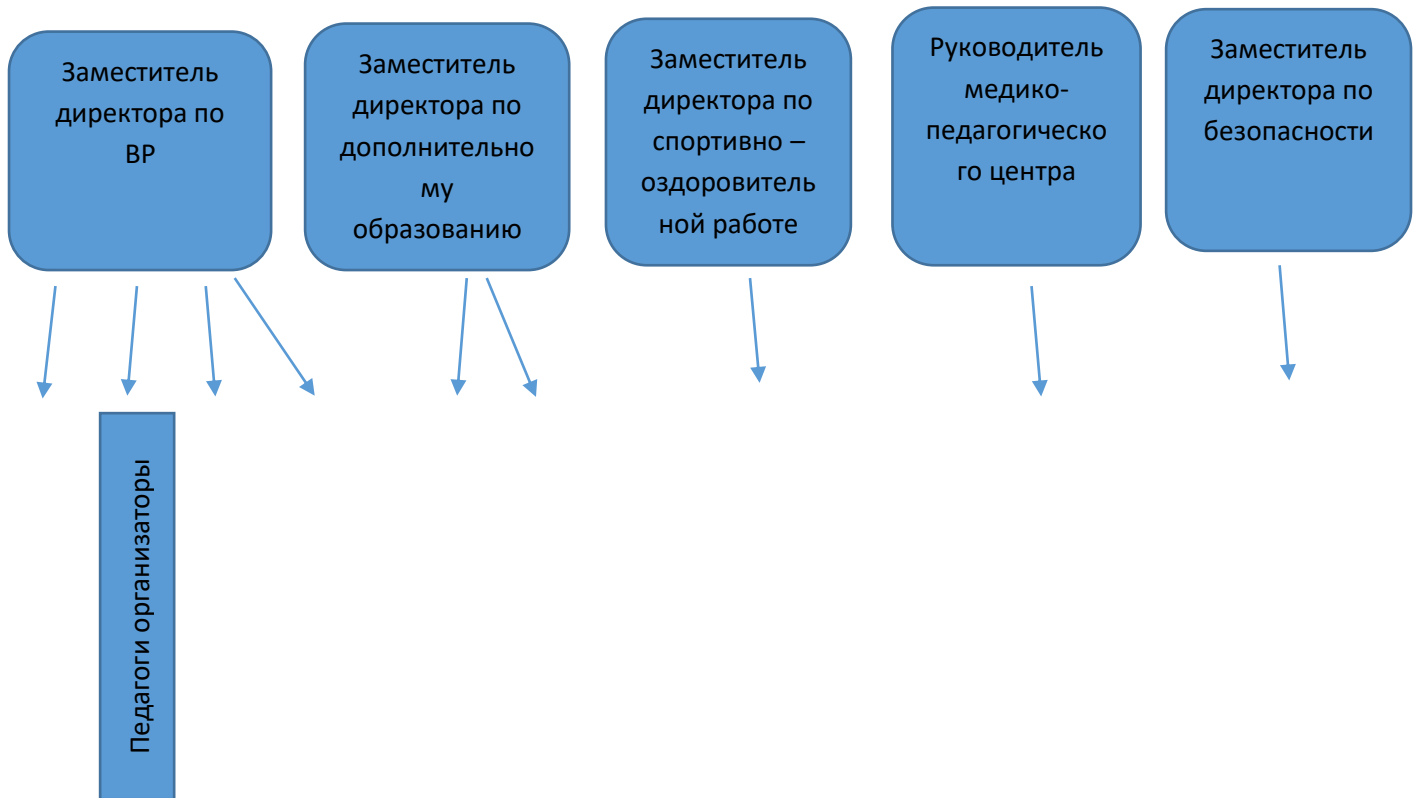 Заместитель
директора по
ВР
Заместитель
директора по
дополнительно
му
образованию
Заместитель
директора по
спортивно –
оздоровитель
ной работе
Руководитель
медико-
педагогическо
го центра
Заместитель
директора по
безопасности
Педагоги организаторы